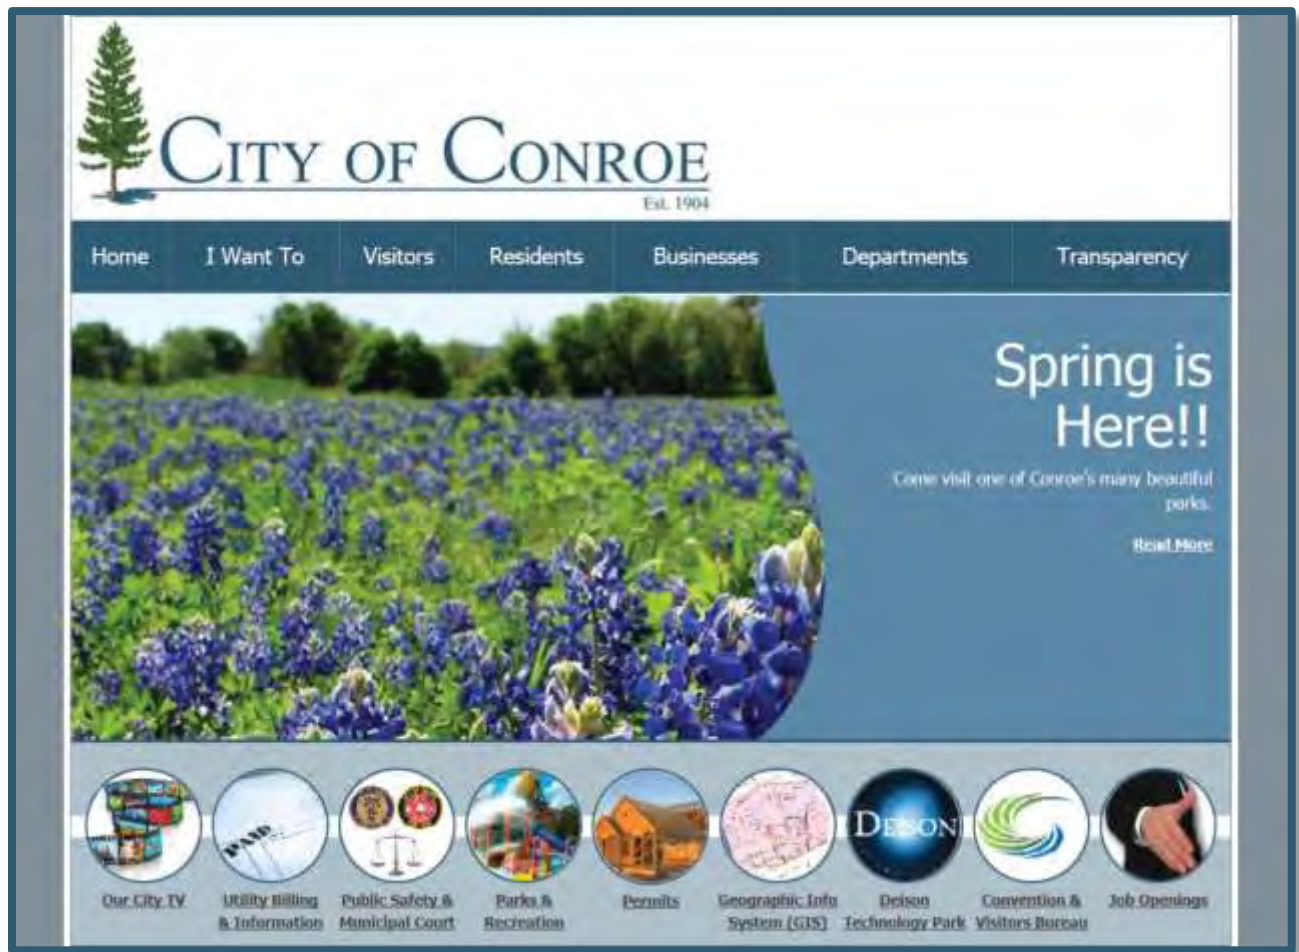 CITY OF CONROE
Est. 1904
Home I Want To Visitors Residents Businesses Departments Transparency
Spring is
Here!!
Come visit one of Conroe's many beautiful
parks.
Read More
PAID
DEISON
Our City TV
Utility Billing
& Information
Public Safety &
Municipal Court
Parks &
Recreation
Permits
Geographic Info
System (GIS)
Deison
Technology Park
Convention &
Visitors Bureau
Job Openings